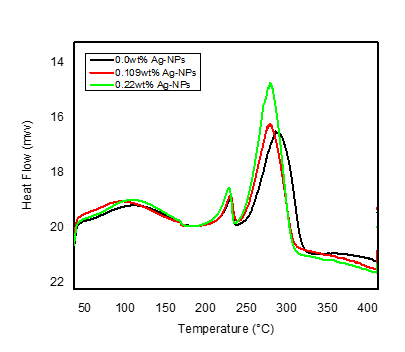 14
16
18
20
22
Heat Flow (mw)
0.0wt% Ag-NPs
0.109wt% Ag-NPs
0.22wt% Ag-NPs
50 100 150 200 250 300 350 400
Temperature (°C)